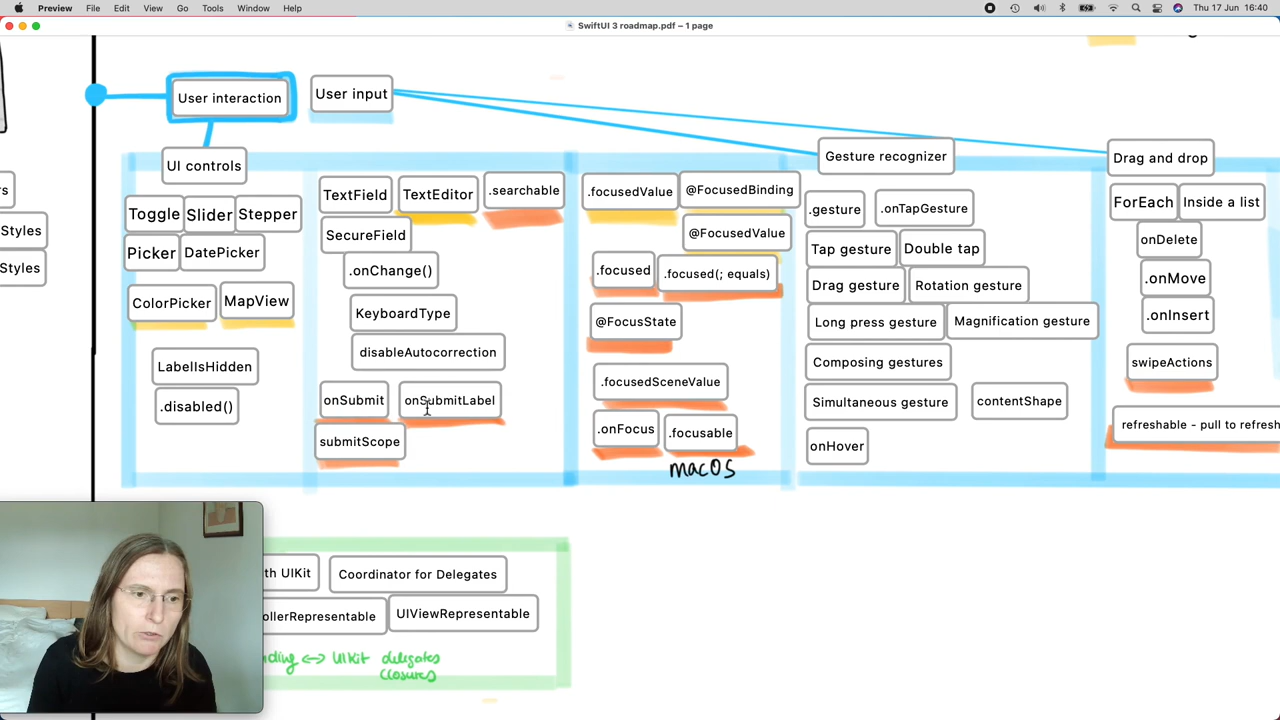 Preview File Edit View Go Tools Window Help Thu 17 Jun 16:40
SwiftUI 3 roadmap.pdf – 1 page
User interaction
User input
UI controls
Gesture recognizer
Drag and drop
Styles
Styles
Toggle Slider Stepper
Picker DatePicker
ColorPicker MapView
LabelIsHidden
.disabled()
TextField TextEditor .searchable
SecureField
.onChange()
KeyboardType
disableAutocorrection
onSubmit onSubmitLabel
submitScope
.focusedValue @FocusedBinding
@FocusedValue
.focused .focused(; equals)
@FocusState
.focusedSceneValue
.onFocus .focusable
macOS
.gesture .onTapGesture
Tap gesture Double tap
Drag gesture Rotation gesture
Long press gesture Magnification gesture
Composing gestures
Simultaneous gesture contentShape
onHover
ForEach Inside a list
onDelete
.onMove
.onInsert
swipeActions
refreshable - pull to refresh
th UIKit Coordinator for Delegates
ollerRepresentable UIViewRepresentable
nding <-> UIKit delegates
closures